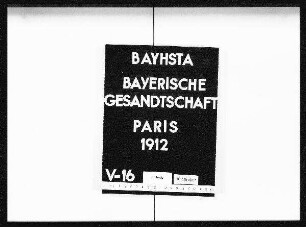 BAYHSTA
BAYERISCHE
GESANDTSCHAFT
PARIS
1912
V-16